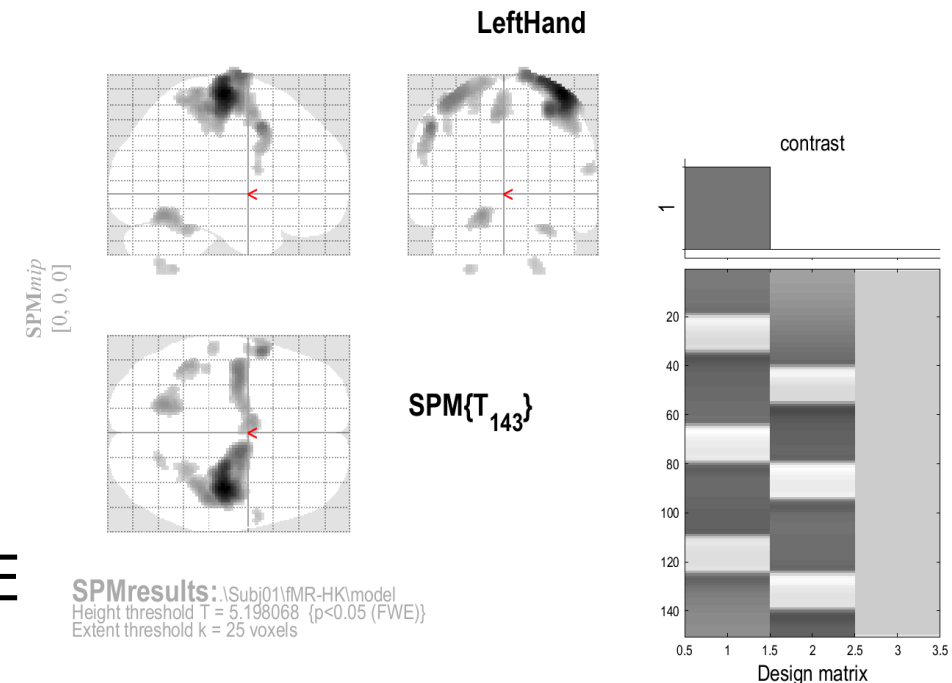 LeftHand
SPMmip
[0, 0, 0]
<
<
<
SPM{T143}
SPMresults: .\Subj01\fMR-HK\model
Height threshold T = 5.198068 {p<0.05 (FWE)}
Extent threshold k = 25 voxels
contrast
1
20
40
60
80
100
120
140
0.5 1 1.5 2 2.5 3 3.5
Design matrix